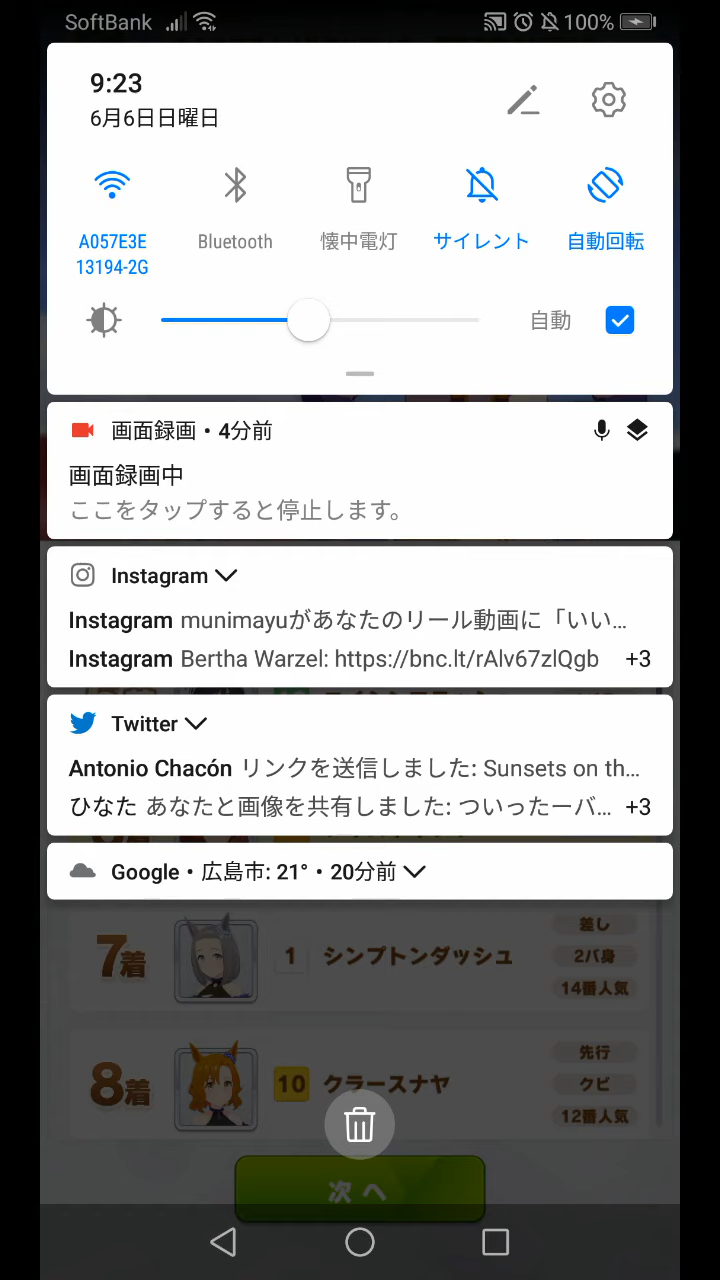 SoftBank 100%
9:23
6月6日日曜日
A057E3E
13194-2G
Bluetooth
懐中電灯
サイレント
自動回転
自動
画面録画・4分前
画面録画中
ここをタップすると停止します。
Instagram
Instagram munimayuがあなたのリール動画に「いい…
Instagram Bertha Warzel: https://bnc.lt/rAlv67zlQgb +3
Twitter
Antonio Chacón リンクを送信しました: Sunsets on th…
ひなた あなたと画像を共有しました: ついったーバ… +3
Google・広島市: 21°・20分前
7着 1 シンプトンダッシュ
差し
2バ身
14番人気
8着 10 クラースナヤ
先行
クビ
12番人気
次へ